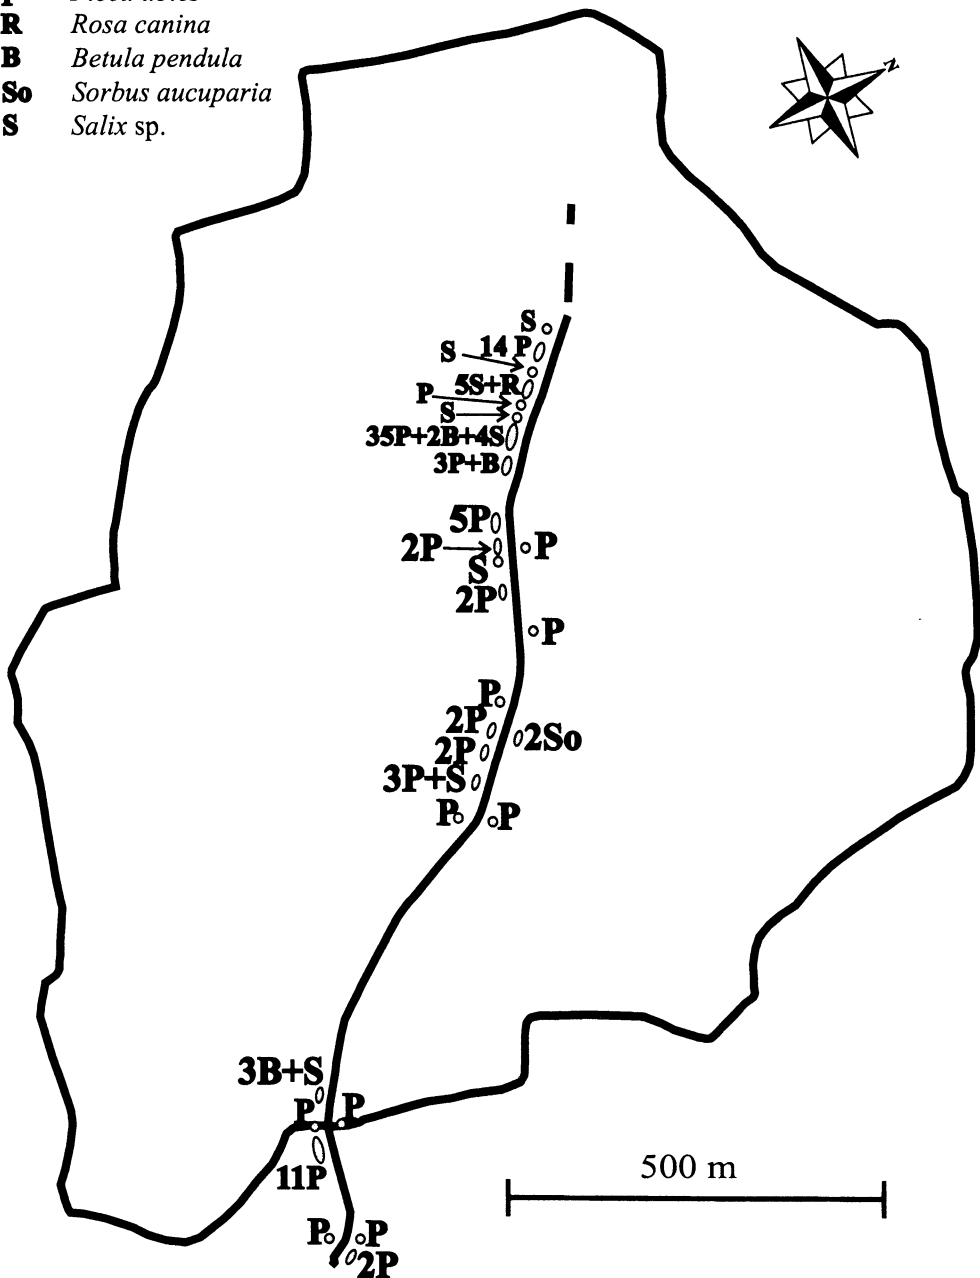 R Rosa canina
B Betula pendula
So Sorbus aucuparia
S Salix sp.
N
S
S 14 P
P 5S+R
S
35P+2B+4S
3P+B
5P
2P P
S
2P
P
P
2P
2So
2P
3P+S
P P
3B+S
P P
11P
500 m
P P
2P